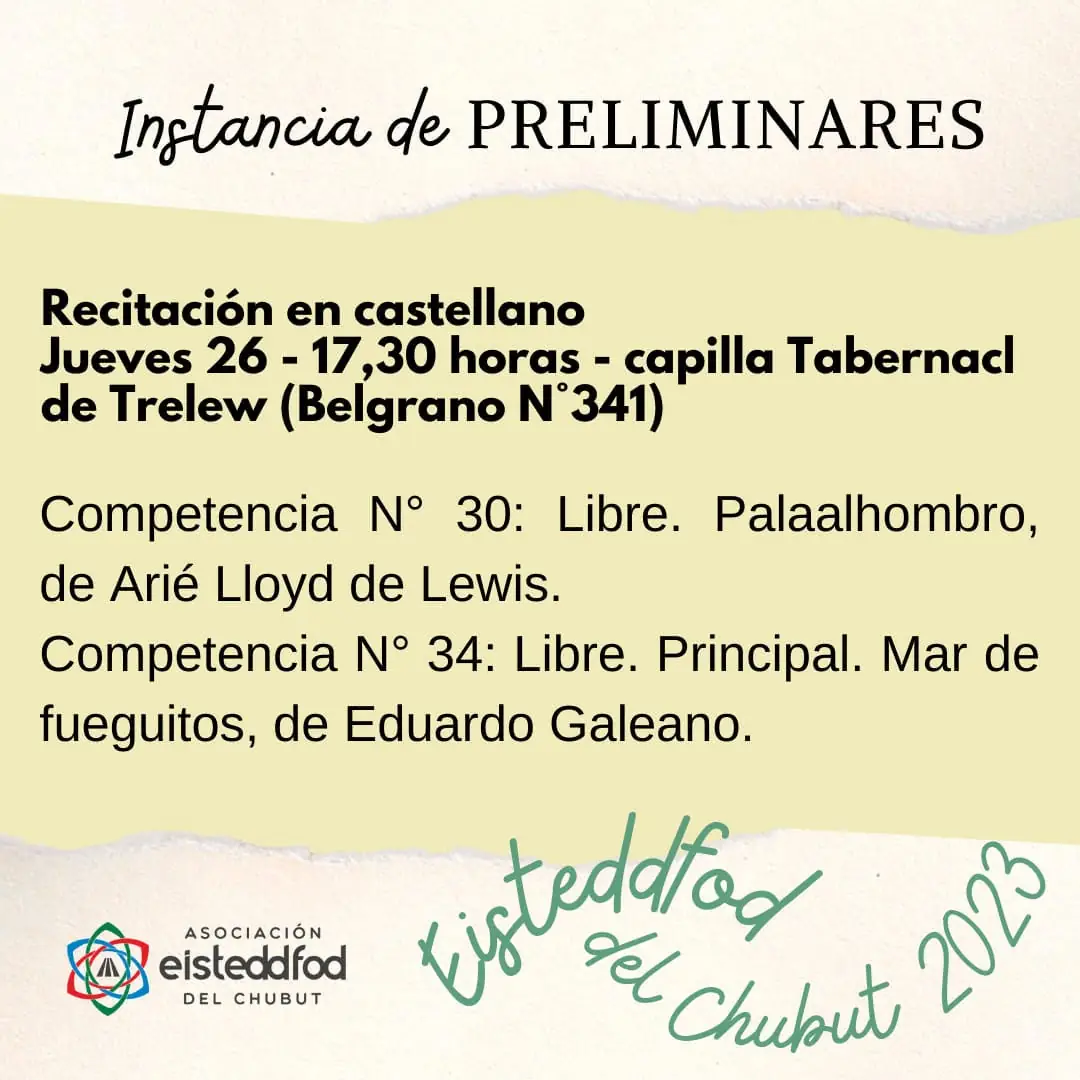 Instancia de PRELIMINARES
Recitación en castellano
Jueves 26 - 17,30 horas - capilla Tabernacl
de Trelew (Belgrano N°341)
Competencia N° 30: Libre. Palaalhombro,
de Arié Lloyd de Lewis.
Competencia N° 34: Libre. Principal. Mar de
fueguitos, de Eduardo Galeano.
ASOCIACIÓN
eisteddfod
DEL CHUBUT
Eisteddfod
del Chubut 2023